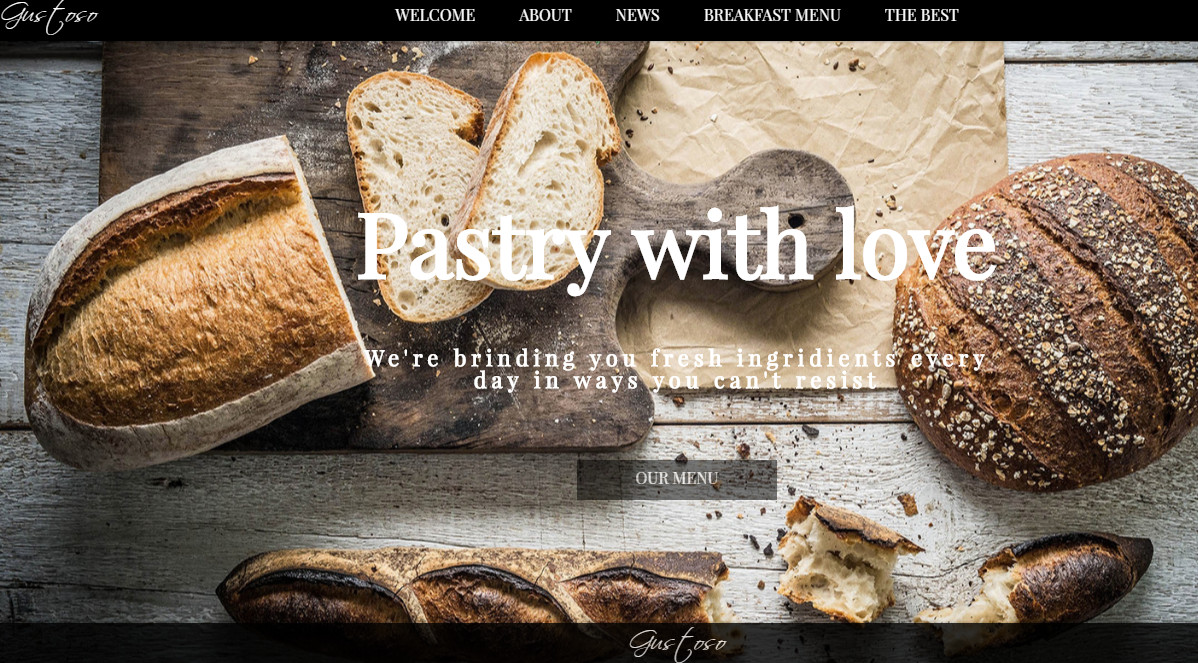 Gustoso
WELCOME ABOUT NEWS BREAKFAST MENU THE BEST
Pastry with love
We're brinding you fresh ingridients every
day in ways you can't resist
OUR MENU
Gustoso